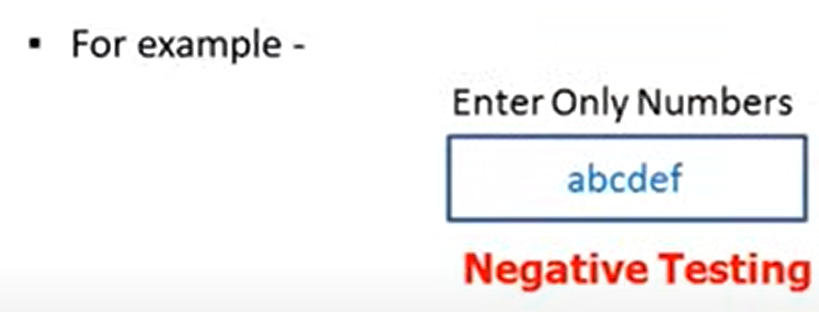 ▪ For example -
Enter Only Numbers
abcdef
Negative Testing